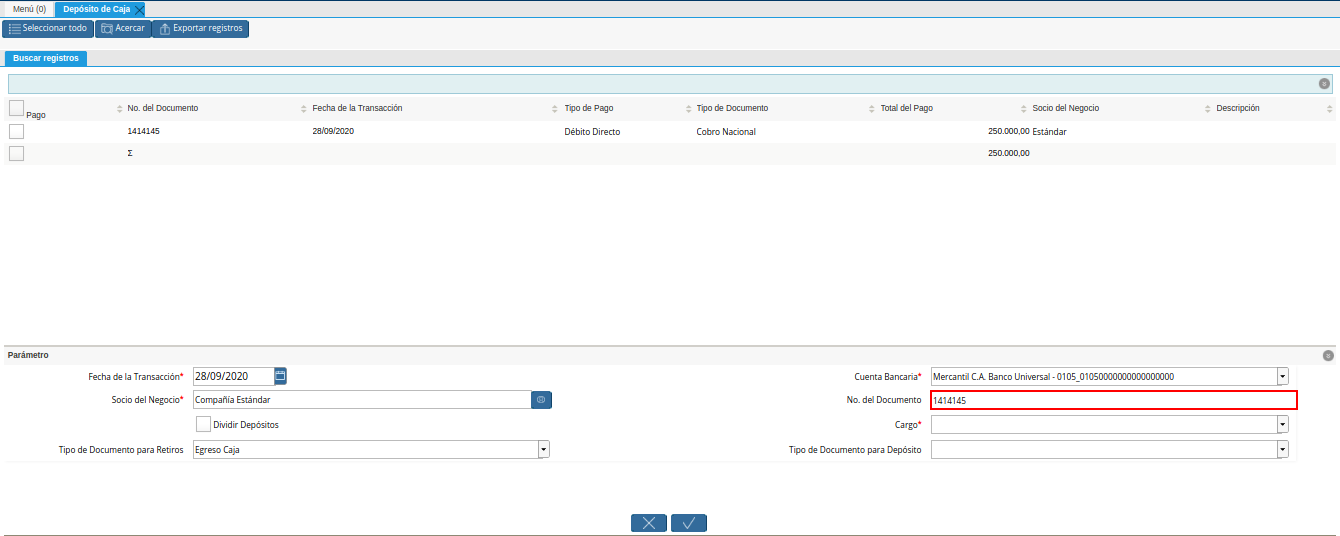 Menú (0) Depósito de Caja
Seleccionar todo Acercar Exportar registros
Buscar registros
Pago No. del Documento Fecha de la Transacción Tipo de Pago Tipo de Documento Total del Pago Socio del Negocio Descripción
1414145 28/09/2020 Débito Directo Cobro Nacional 250.000,00 Estándar
Σ 250.000,00
Parámetro
Fecha de la Transacción* 28/09/2020 Cuenta Bancaria* Mercantil C.A. Banco Universal - 0105_01050000000000000000
Socio del Negocio* Compañía Estándar No. del Documento 1414145
Dividir Depósitos Cargo*
Tipo de Documento para Retiros Egreso Caja Tipo de Documento para Depósito